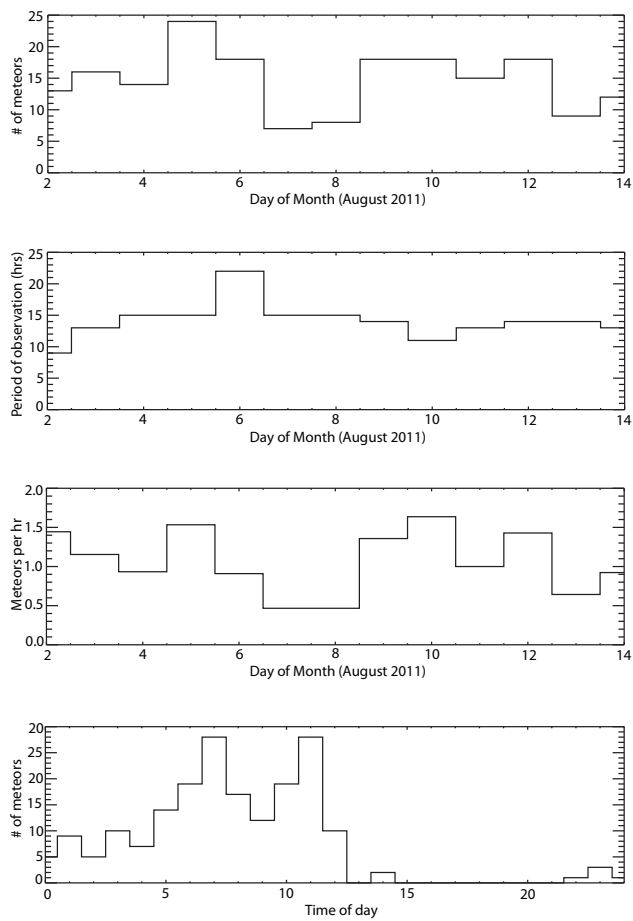 25
20
15
10
5
0
# of meteors
2 4 6 8 10 12 14
Day of Month (August 2011)
25
20
15
10
5
0
Period of observation (hrs)
2 4 6 8 10 12 14
Day of Month (August 2011)
2.0
1.5
1.0
0.5
0.0
Meteors per hr
2 4 6 8 10 12 14
Day of Month (August 2011)
20
25
20
15
10
5
0
# of meteors
0 5 10 15 20
Time of day